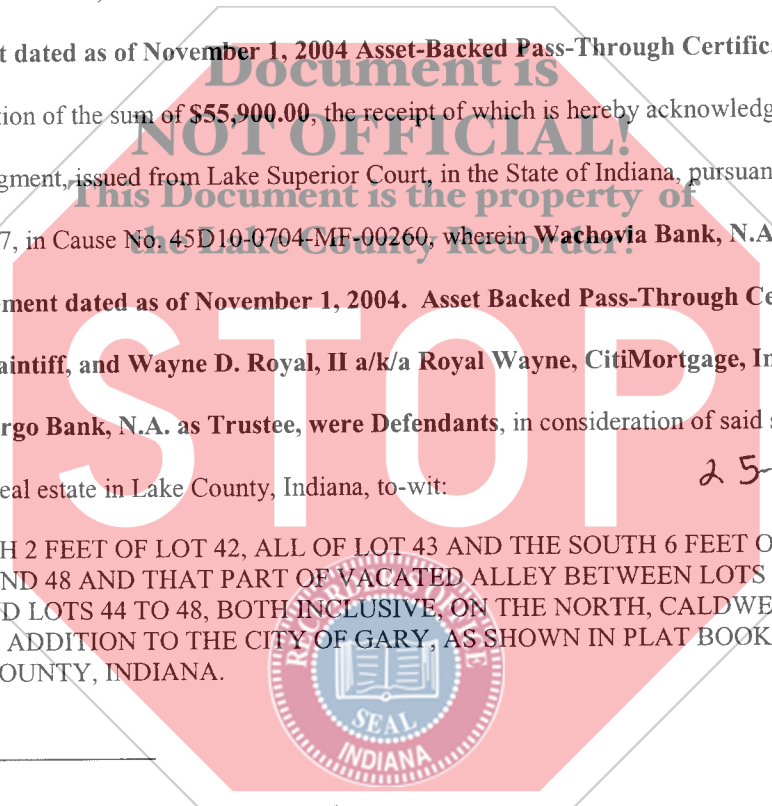 t dated as of November 1, 2004 Asset-Backed Pass-Through Certific
Document is
tion of the sum of $55,900.00, the receipt of which is hereby acknowledg
NOT OFFICIAL!
gment, issued from Lake Superior Court, in the State of Indiana, pursuan
This Document is the property of
7, in Cause No. 45D10-0704-MF-00260, wherein Wachovia Bank, N.A
the Lake County Recorder!
ement dated as of November 1, 2004. Asset Backed Pass-Through Ce
STOP
aintiff, and Wayne D. Royal, II a/k/a Royal Wayne, CitiMortgage, In
rgo Bank, N.A. as Trustee, were Defendants, in consideration of said s
25-
eal estate in Lake County, Indiana, to-wit:
H 2 FEET OF LOT 42, ALL OF LOT 43 AND THE SOUTH 6 FEET O
ND 48 AND THAT PART OF VACATED ALLEY BETWEEN LOTS
D LOTS 44 TO 48, BOTH INCLUSIVE, ON THE NORTH, CALDWE
ADDITION TO THE CITY OF GARY, AS SHOWN IN PLAT BOOK
OUNTY, INDIANA.
SEAL
INDIANA